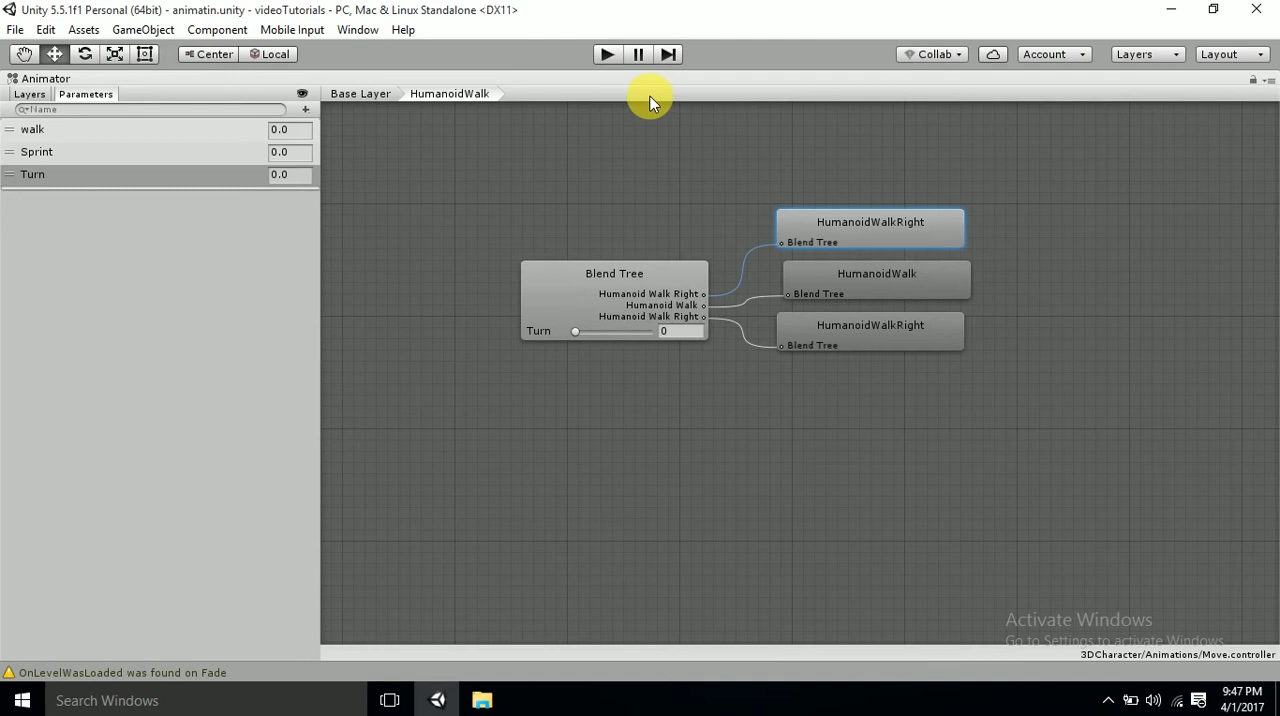 Unity 5.5.1f1 Personal (64bit) - animatin.unity - videoTutorials - PC, Mac & Linux Standalone <DX11>
File Edit Assets GameObject Component Mobile Input Window Help
Center Local Collab Account Layers Layout
Animator
Layers Parameters Base Layer HumanoidWalk
Name
walk 0.0
Sprint 0.0
Turn 0.0
HumanoidWalkRight
Blend Tree
HumanoidWalk
Blend Tree
HumanoidWalkRight
Blend Tree
Blend Tree
Humanoid Walk Right
Humanoid Walk
Humanoid Walk Right
Turn 0
Activate Windows
Go to Settings to activate Windows.
3DCharacter/Animations/Move.controller
OnLevelWasLoaded was found on Fade
Search Windows
9:47 PM
4/1/2017